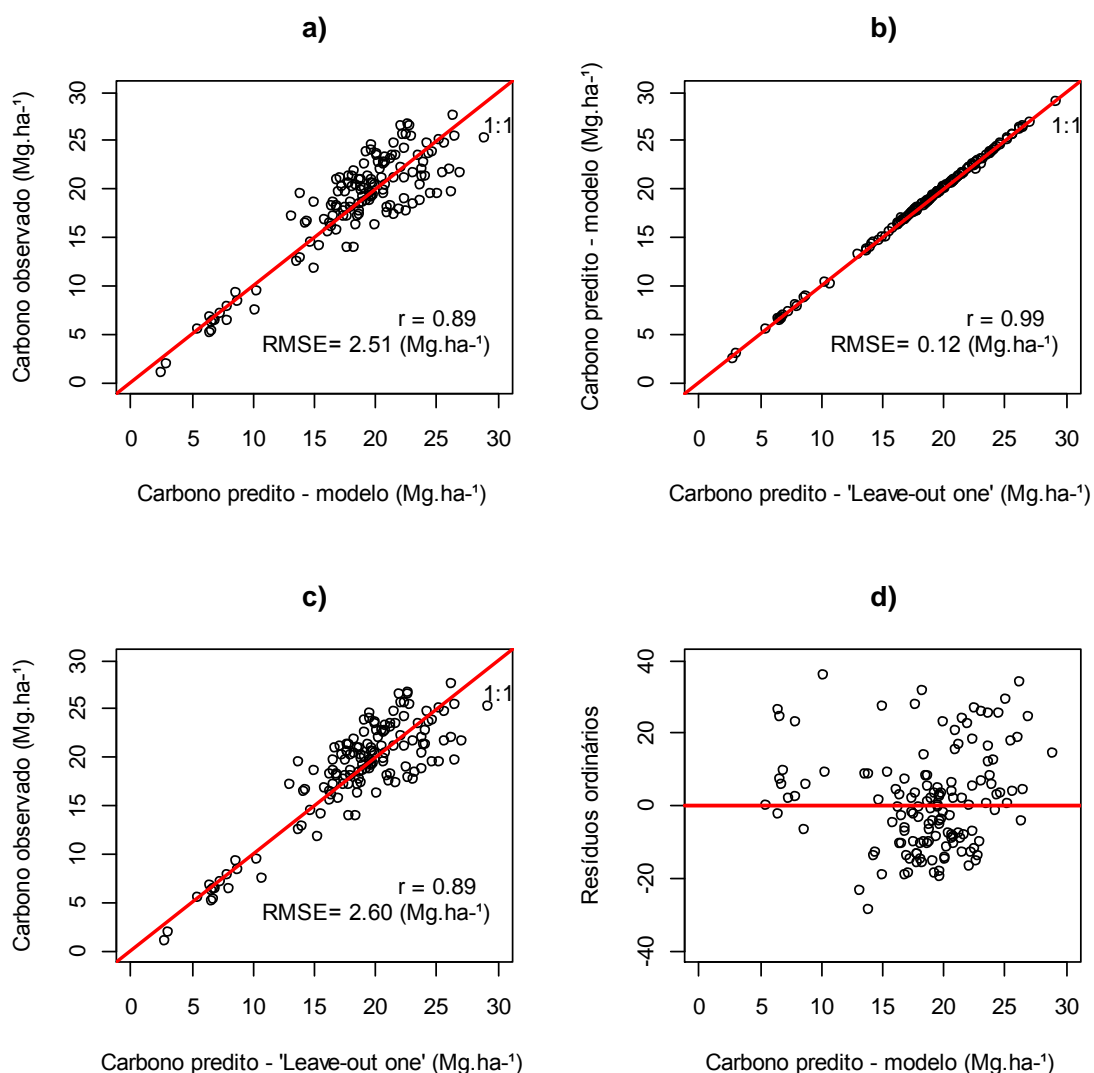 a)
Carbono observado (Mg.ha-¹)
30
25
20
15
10
5
0
1:1
r = 0.89
RMSE= 2.51 (Mg.ha-¹)
0 5 10 15 20 25 30
Carbono predito - modelo (Mg.ha-¹)
b)
Carbono predito - modelo (Mg.ha-¹)
30
25
20
15
10
5
0
1:1
r = 0.99
RMSE= 0.12 (Mg.ha-¹)
0 5 10 15 20 25 30
Carbono predito - 'Leave-out one' (Mg.ha-¹)
c)
Carbono observado (Mg.ha-¹)
30
25
20
15
10
5
0
1:1
r = 0.89
RMSE= 2.60 (Mg.ha-¹)
0 5 10 15 20 25 30
Carbono predito - 'Leave-out one' (Mg.ha-¹)
d)
Resíduos ordinários
40
20
0
-20
-40
0 5 10 15 20 25 30
Carbono predito - modelo (Mg.ha-¹)